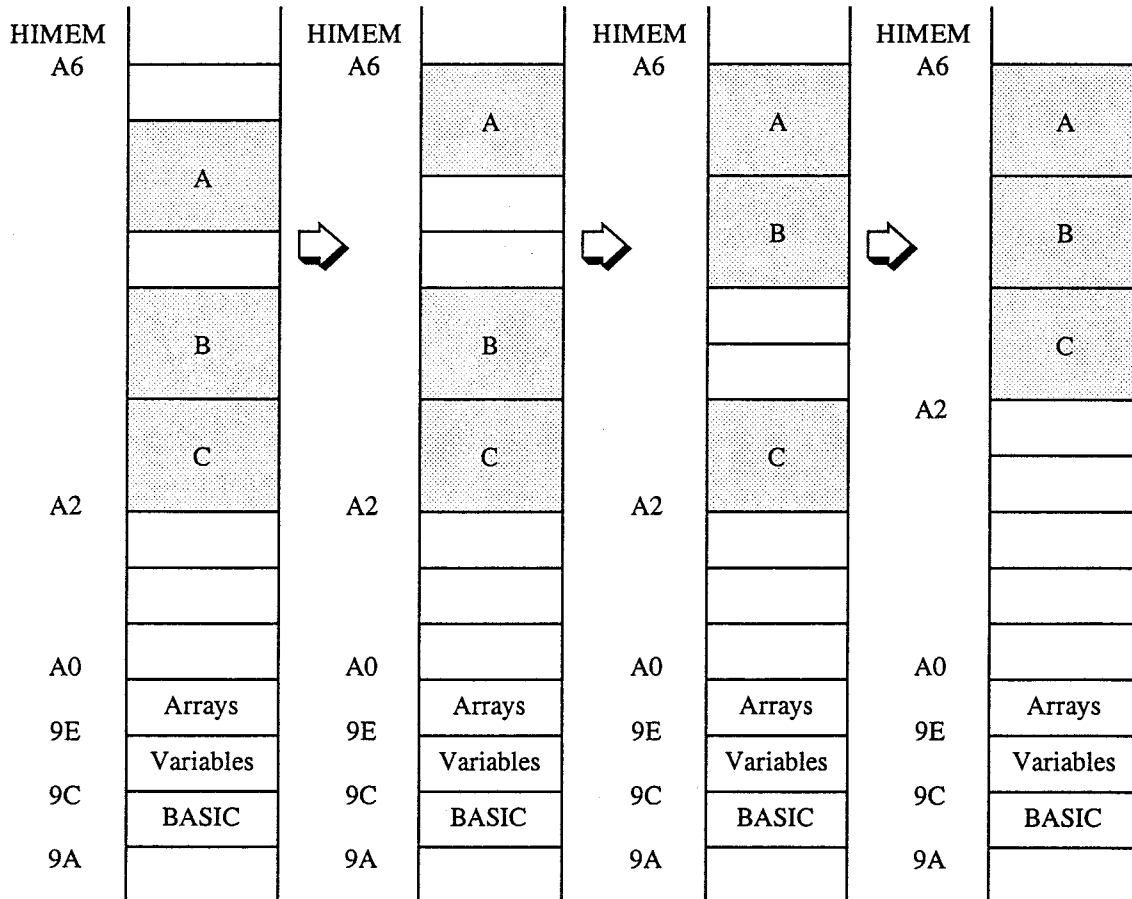 HIMEM HIMEM HIMEM HIMEM
A6 A6 A6 A6
A A A
A
B B
B C
C C
A2
A2 A2 A2
A0 A0 A0 A0
Arrays Arrays Arrays Arrays
9E 9E 9E 9E
Variables Variables Variables Variables
9C 9C 9C 9C
BASIC BASIC BASIC BASIC
9A 9A 9A 9A